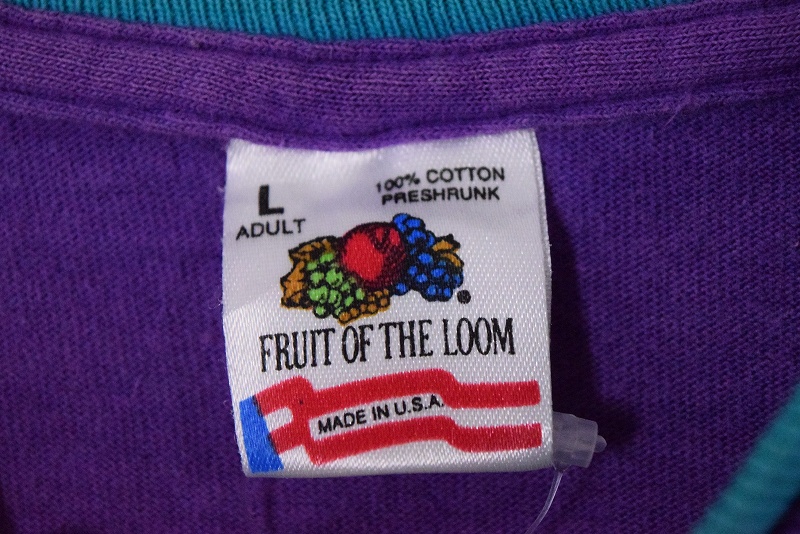 L
ADULT
100% COTTON
PRESHRUNK
FRUIT OF THE LOOM
MADE IN U.S.A.